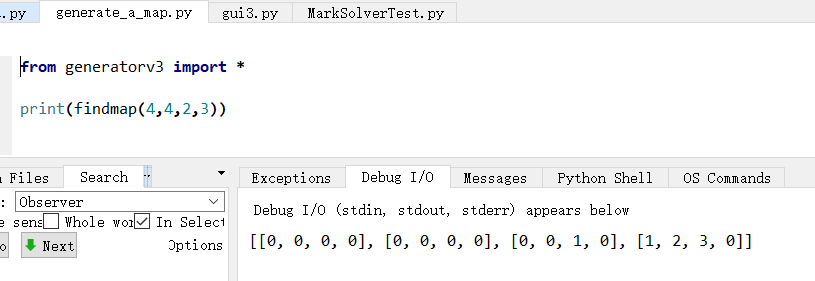 .py generate_a_map.py gui3.py MarkSolverTest.py
from generatorv3 import *
print(findmap(4,4,2,3))
Files Search
Exceptions Debug I/O Messages Python Shell OS Commands
: Observer
Debug I/O (stdin, stdout, stderr) appears below
e sens Whole wor In Select
o Next Options
[[0, 0, 0, 0], [0, 0, 0, 0], [0, 0, 1, 0], [1, 2, 3, 0]]